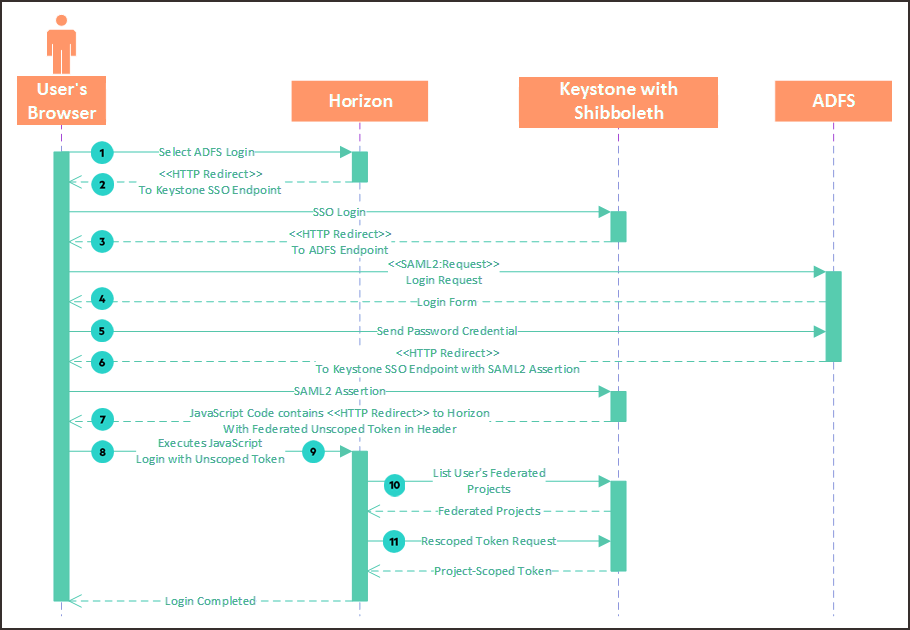 User's
Browser
Horizon
Keystone with
Shibboleth
ADFS
1
Select ADFS Login
<<HTTP Redirect>>
2
To Keystone SSO Endpoint
SSO Login
<<HTTP Redirect>>
3
To ADFS Endpoint
<<SAML2:Request>>
Login Request
4
Login Form
5
Send Password Credential
<<HTTP Redirect>>
6
To Keystone SSO Endpoint with SAML2 Assertion
SAML2 Assertion
JavaScript Code contains <<HTTP Redirect>> to Horizon
7
With Federated Unscoped Token in Header
Executes JavaScript
8
Login with Unscoped Token
9
List User's Federated
10
Projects
Federated Projects
11
Rescoped Token Request
Project-Scoped Token
Login Completed